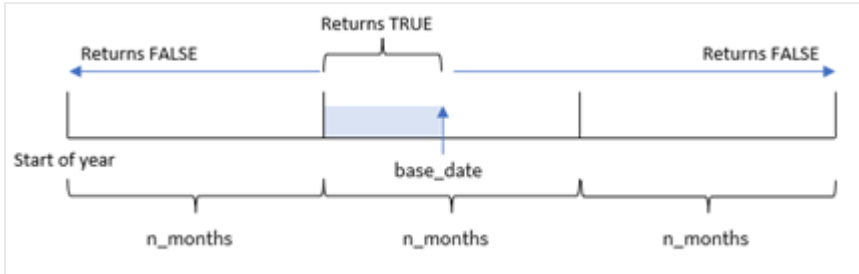 Returns TRUE
Returns FALSE
Returns FALSE
Start of year
base_date
n_months
n_months
n_months